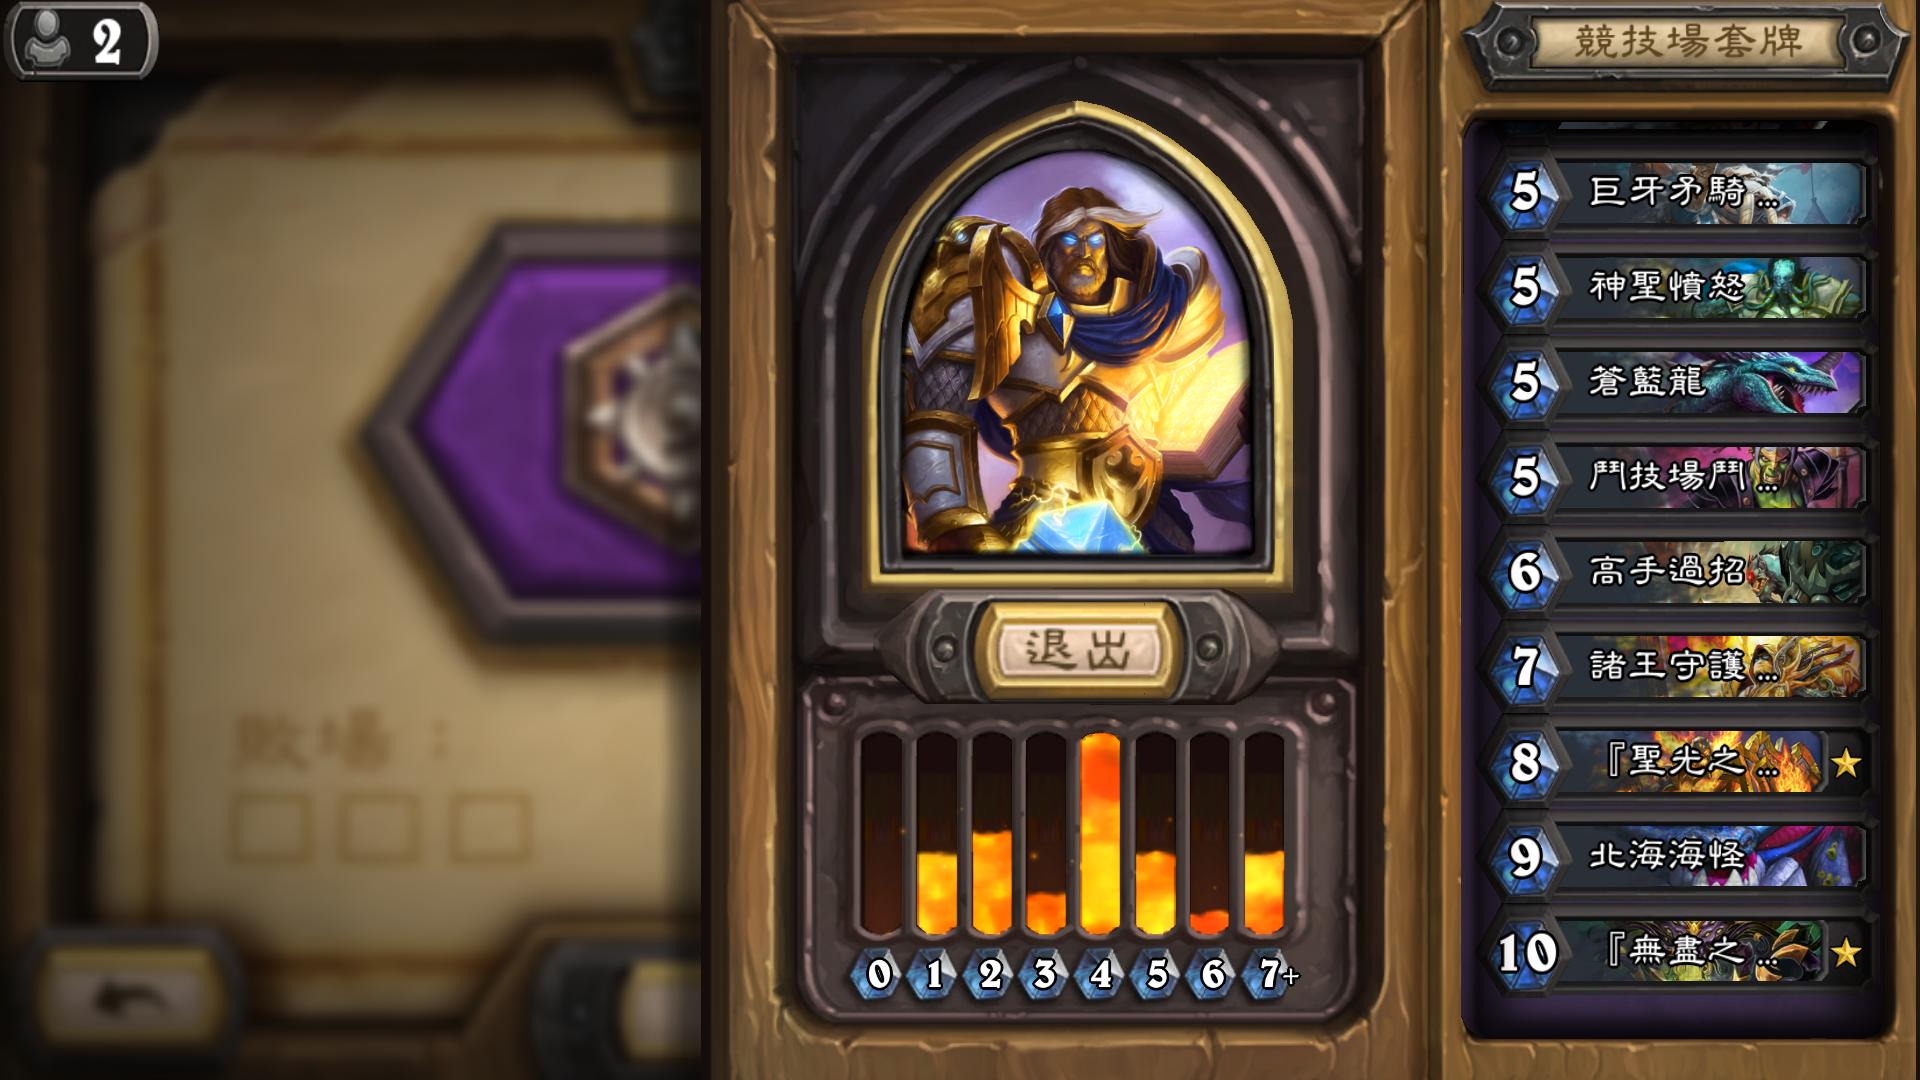 2
競技場套牌
5 巨牙矛騎...
5 神聖憤怒
5 蒼藍龍
5 鬥技場鬥...
6 高手過招
7 諸王守護...
8 『聖光之...
9 北海海怪
10 『無盡之...
退出
敗場：
0 1 2 3 4 5 6 7+